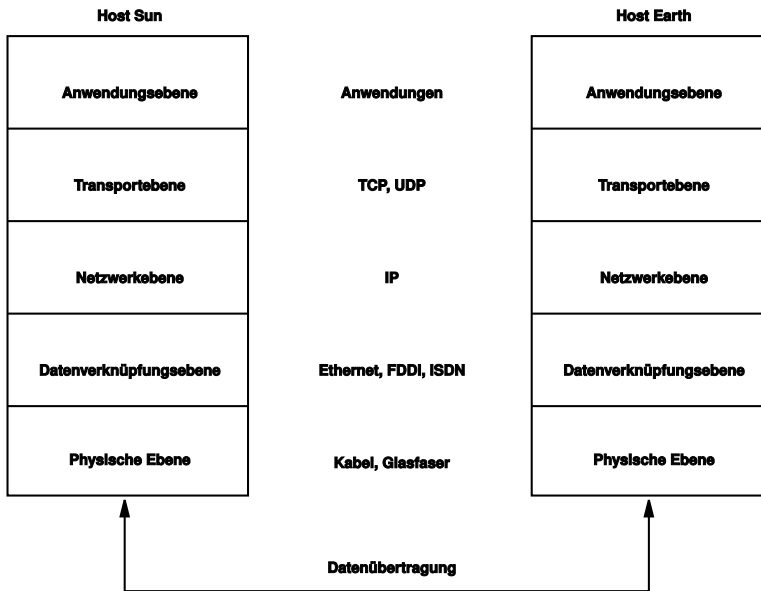 Host Sun Host Earth
Anwendungsebene Anwendungen Anwendungsebene
Transportebene TCP, UDP Transportebene
Netzwerkebene IP Netzwerkebene
Datenverknüpfungsebene Ethernet, FDDI, ISDN Datenverknüpfungsebene
Physische Ebene Kabel, Glasfaser Physische Ebene
Datenübertragung